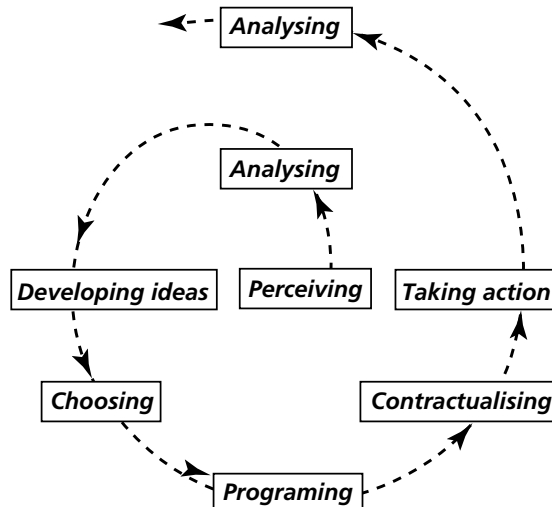 Analysing
Analysing
Developing ideas
Perceiving
Taking action
Choosing
Contractualising
Programing